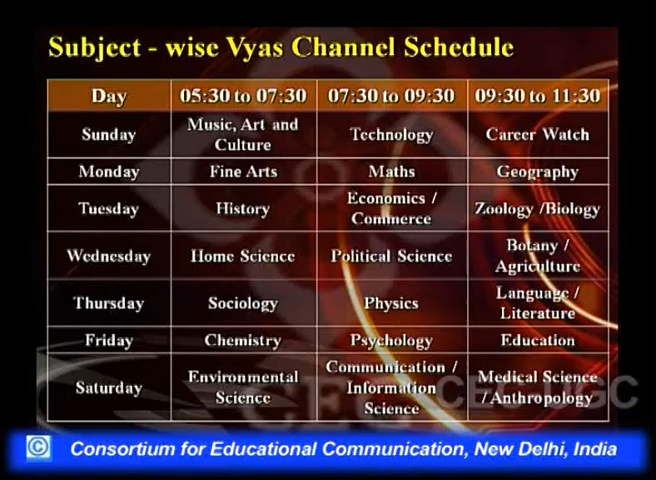 Subject - wise Vyas Channel Schedule
Day 05:30 to 07:30 07:30 to 09:30 09:30 to 11:30
Sunday Music, Art and Culture Technology Career Watch
Monday Fine Arts Maths Geography
Tuesday History Economics / Commerce Zoology /Biology
Wednesday Home Science Political Science Botany / Agriculture
Thursday Sociology Physics Language / Literature
Friday Chemistry Psychology Education
Saturday Environmental Science Communication / Information Science Medical Science /Anthropology
CEC-UGC
© Consortium for Educational Communication, New Delhi, India